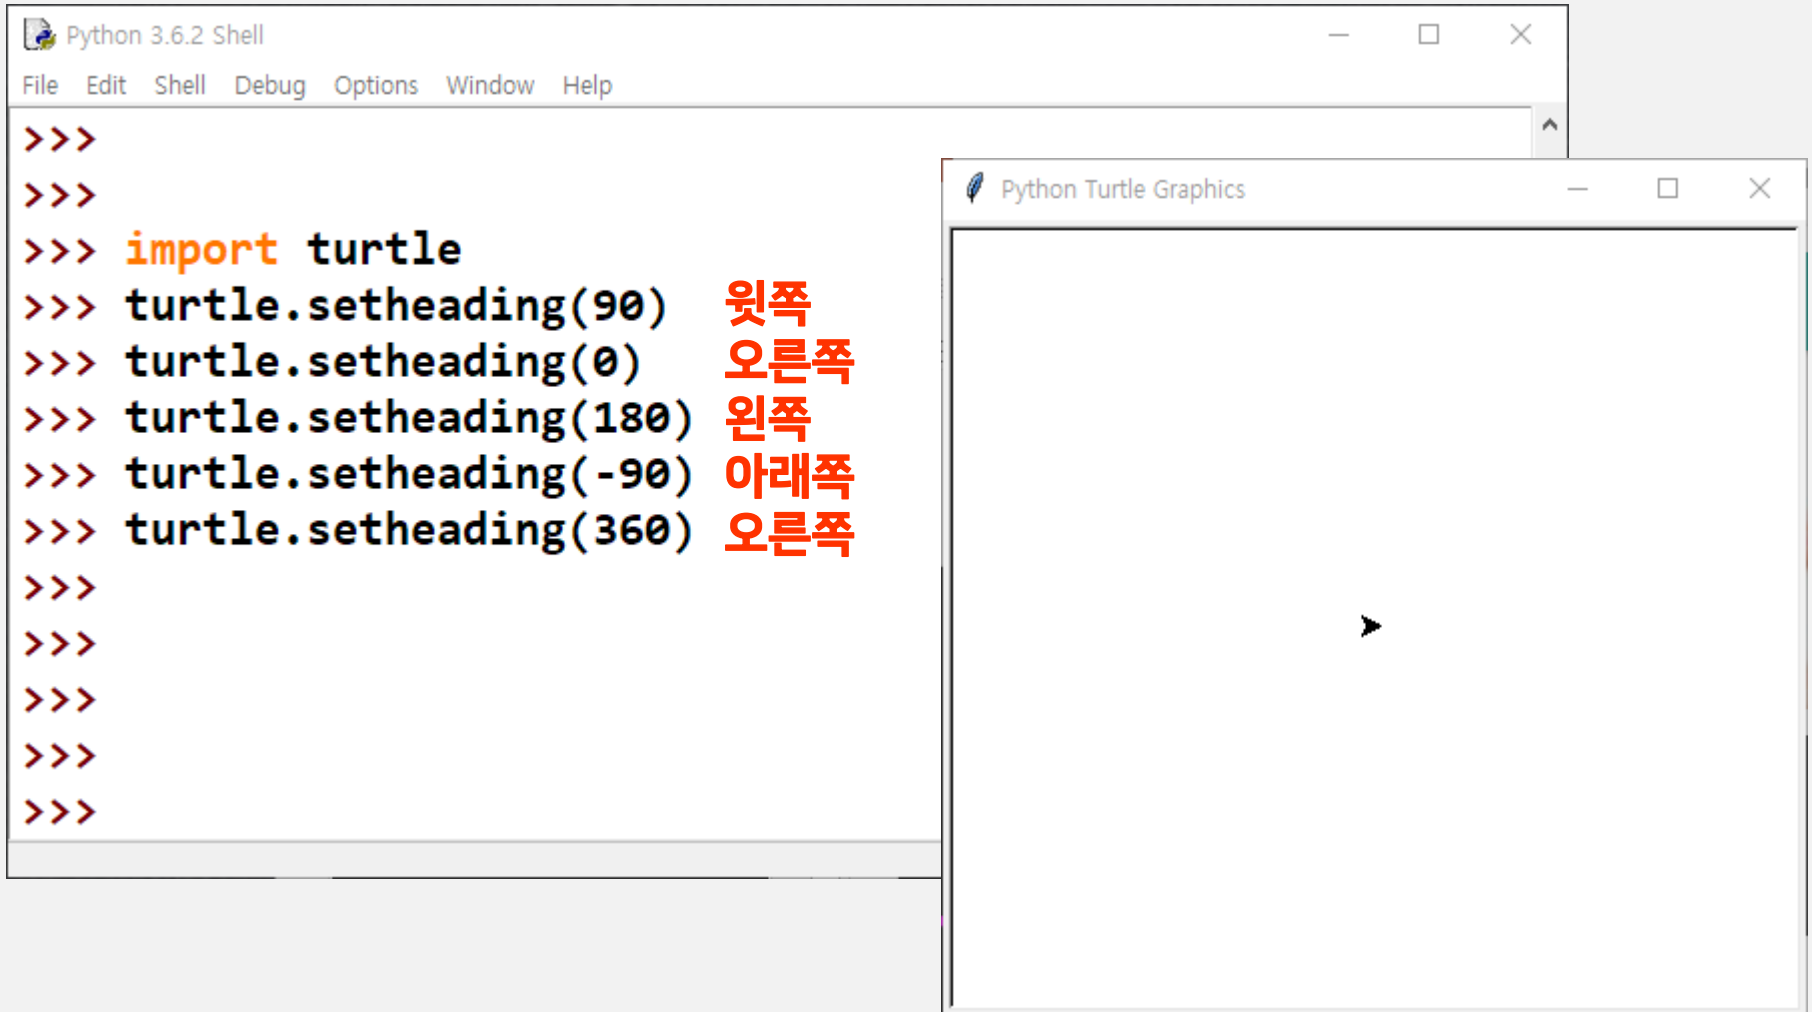 Python 3.6.2 Shell
File Edit Shell Debug Options Window Help
>>>
>>>
>>> import turtle
>>> turtle.setheading(90) 윗쪽
>>> turtle.setheading(0) 오른쪽
>>> turtle.setheading(180) 왼쪽
>>> turtle.setheading(-90) 아래쪽
>>> turtle.setheading(360) 오른쪽
>>>
>>>
>>>
>>>
>>>
Python Turtle Graphics